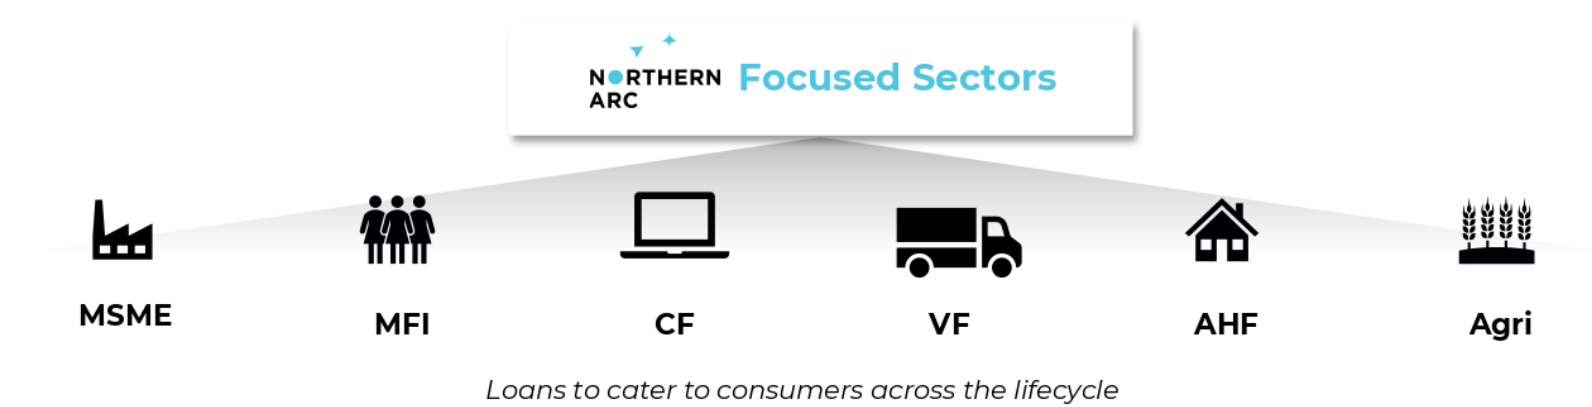 NORTHERN
ARC
Focused Sectors
MSME
MFI
CF
VF
AHF
Agri
Loans to cater to consumers across the lifecycle